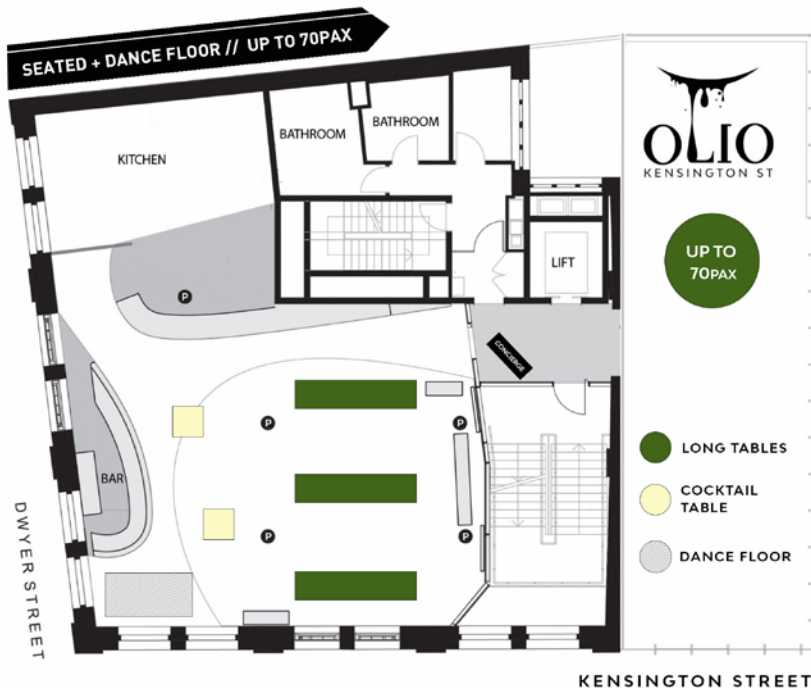 SEATED + DANCE FLOOR // UP TO 70PAX
OLIO
KENSINGTON ST
UP TO
70PAX
KITCHEN
BATHROOM
BATHROOM
LIFT
P
CONCIERGE
P
P
BAR
P
P
LONG TABLES
COCKTAIL
TABLE
DANCE FLOOR
DWYER STREET
KENSINGTON STREET